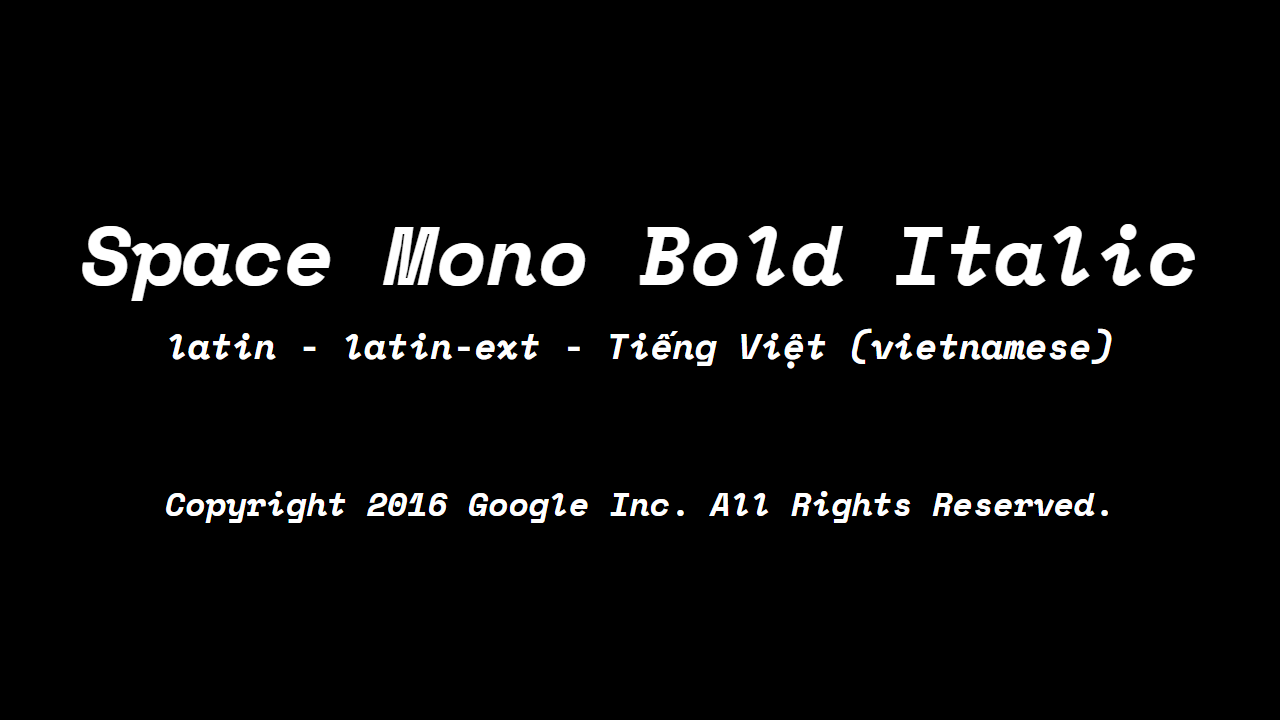 Space Mono Bold Italic
latin - latin-ext - Tiếng Việt (vietnamese)
Copyright 2016 Google Inc. All Rights Reserved.